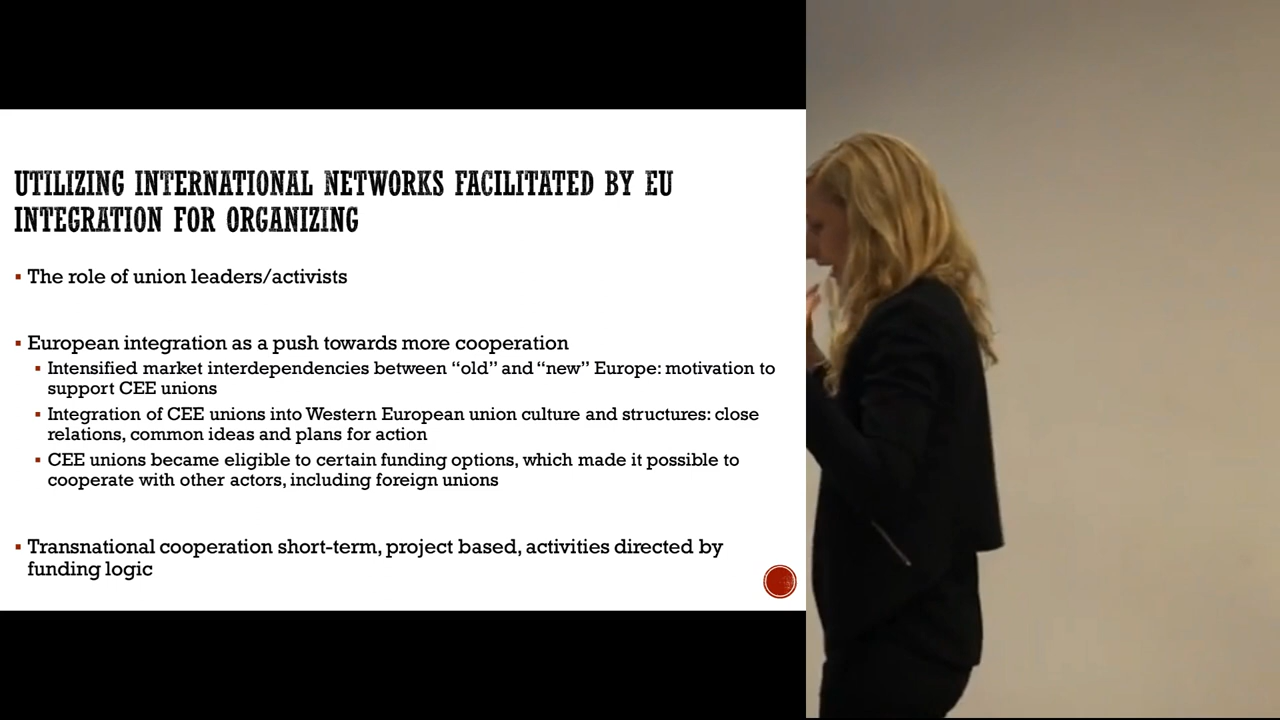 UTILIZING INTERNATIONAL NETWORKS FACILITATED BY EU
INTEGRATION FOR ORGANIZING
The role of union leaders/activists
European integration as a push towards more cooperation
Intensified market interdependencies between “old” and “new” Europe: motivation to
support CEE unions
Integration of CEE unions into Western European union culture and structures: close
relations, common ideas and plans for action
CEE unions became eligible to certain funding options, which made it possible to
cooperate with other actors, including foreign unions
Transnational cooperation short-term, project based, activities directed by
funding logic